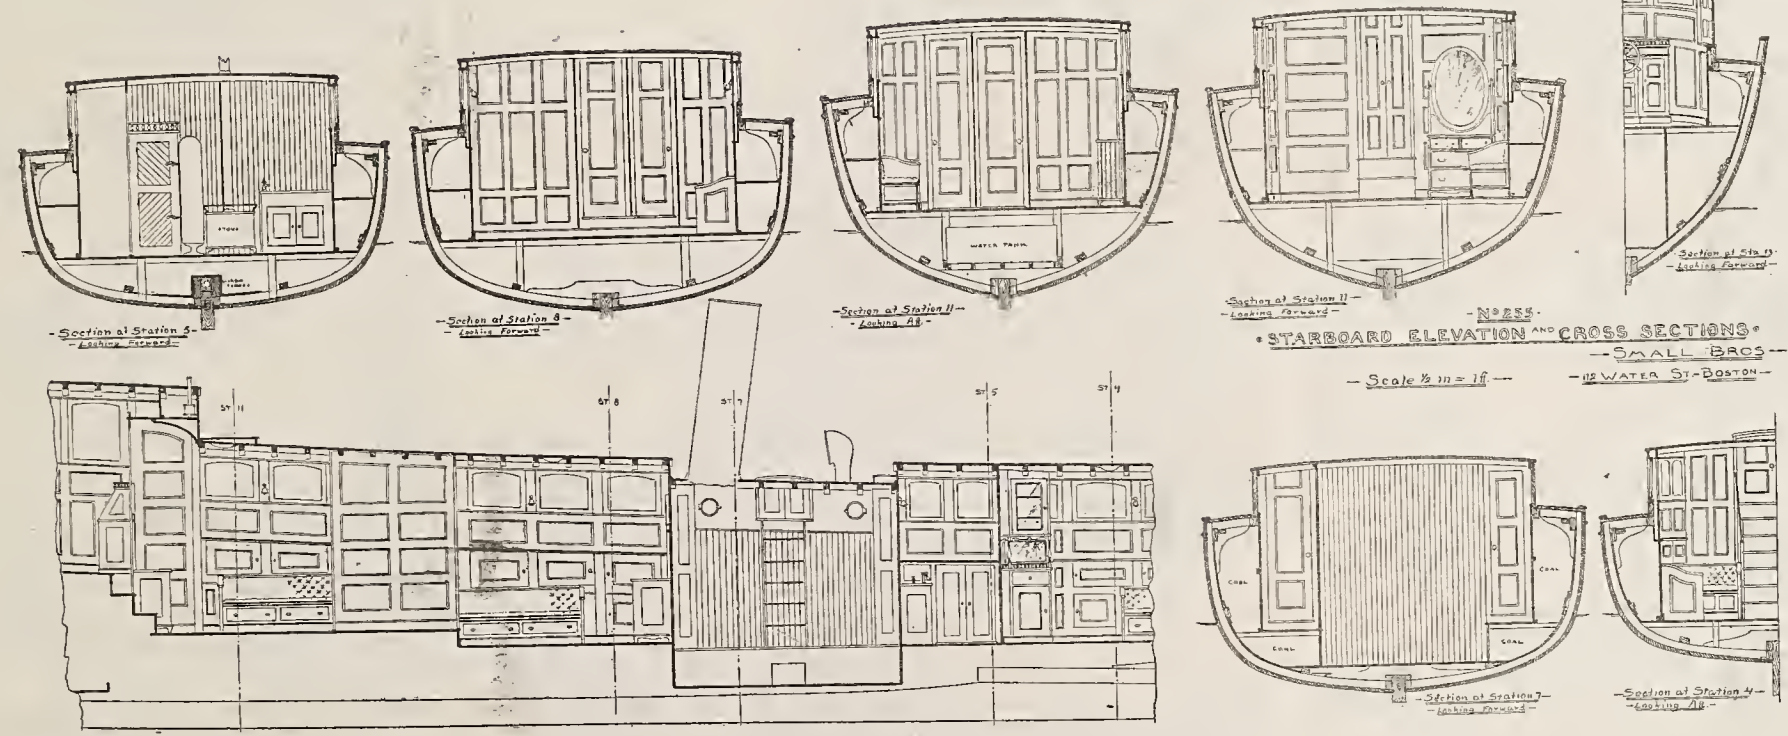 STOVE
- Section at Station 5 -
- Looking Forward -
- Section at Station 8 -
- Looking Forward -
WATER TANK
- Section at Station 11 -
- Looking Aft. -
- Section at Station 11 -
- Looking Forward -
- Section at Sta 13 -
- Looking Forward -
- No 255 -
• STARBOARD ELEVATION AND CROSS SECTIONS •
- SMALL BROS -
- 112 WATER ST - BOSTON -
- Scale ½ in = 1 ft. -
ST 11
ST 8
ST 7
ST 5
ST 4
COAL
COAL
COAL
COAL
- Section at Station 7 -
- Looking Forward -
- Section at Station 4 -
- Looking Aft. -